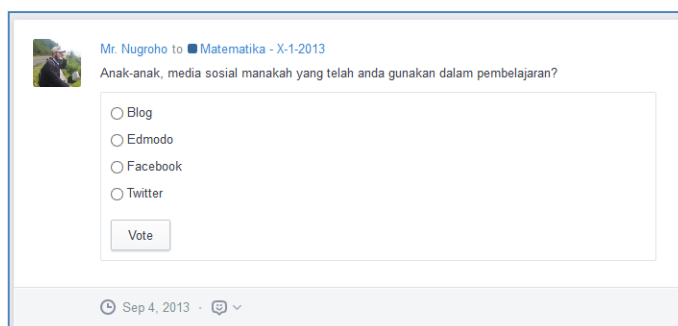 Mr. Nugroho to Matematika - X-1-2013
Anak-anak, media sosial manakah yang telah anda gunakan dalam pembelajaran?
Blog
Edmodo
Facebook
Twitter
Vote
Sep 4, 2013 ·